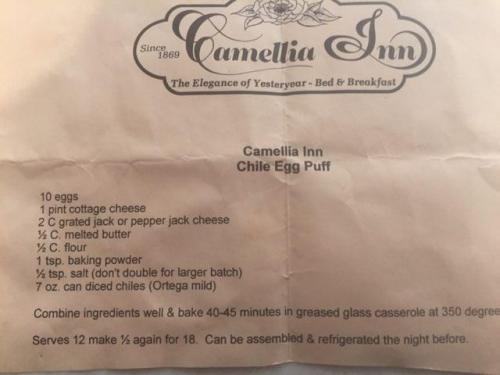 Since
1869
Camellia Inn
The Elegance of Yesteryear - Bed & Breakfast
Camellia Inn
Chile Egg Puff
10 eggs
1 pint cottage cheese
2 C grated jack or pepper jack cheese
½ C. melted butter
½ C. flour
1 tsp. baking powder
½ tsp. salt (don't double for larger batch)
7 oz. can diced chiles (Ortega mild)
Combine ingredients well & bake 40-45 minutes in greased glass casserole at 350 degree
Serves 12 make ½ again for 18. Can be assembled & refrigerated the night before.